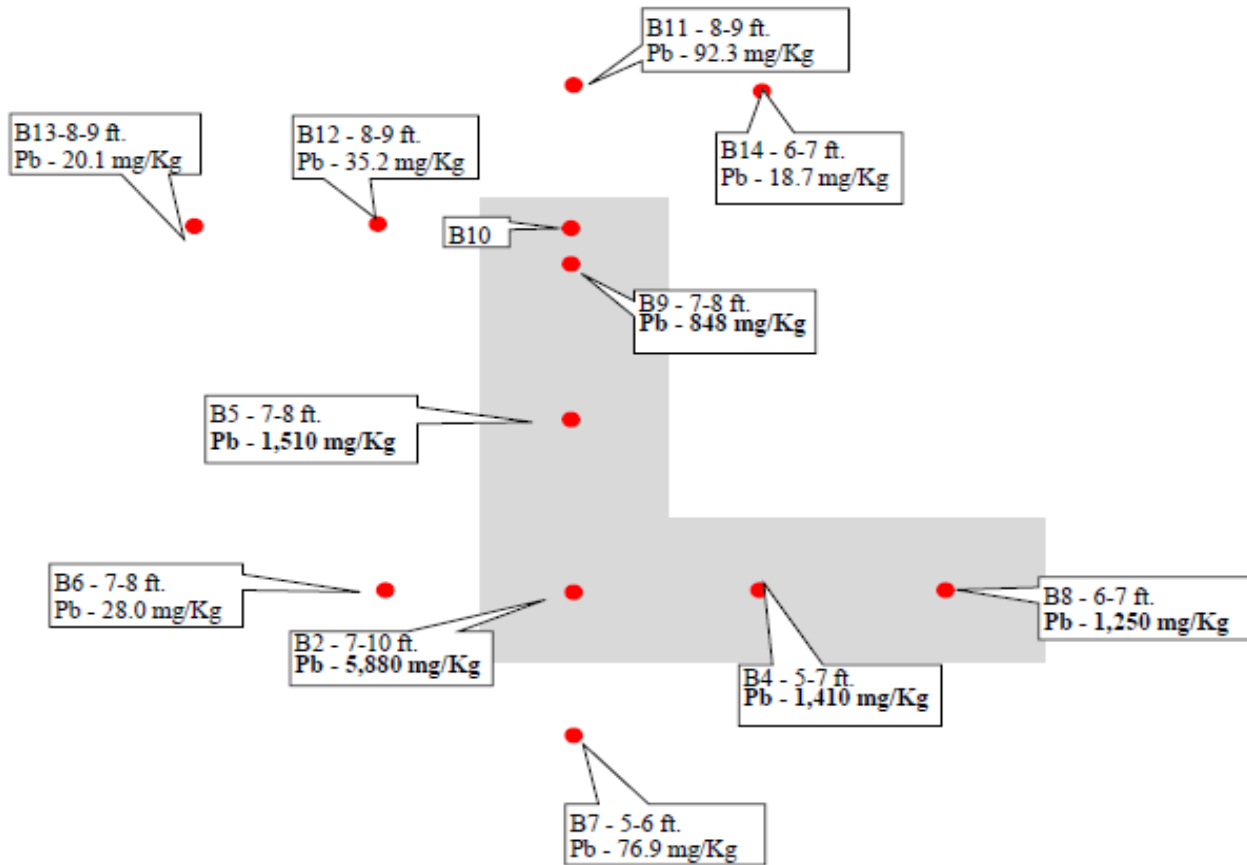 B11 - 8-9 ft.
Pb - 92.3 mg/Kg
B13-8-9 ft.
Pb - 20.1 mg/Kg
B12 - 8-9 ft.
Pb - 35.2 mg/Kg
B14 - 6-7 ft.
Pb - 18.7 mg/Kg
B10
B9 - 7-8 ft.
Pb - 848 mg/Kg
B5 - 7-8 ft.
Pb - 1,510 mg/Kg
B6 - 7-8 ft.
Pb - 28.0 mg/Kg
B2 - 7-10 ft.
Pb - 5,880 mg/Kg
B4 - 5-7 ft.
Pb - 1,410 mg/Kg
B8 - 6-7 ft.
Pb - 1,250 mg/Kg
B7 - 5-6 ft.
Pb - 76.9 mg/Kg